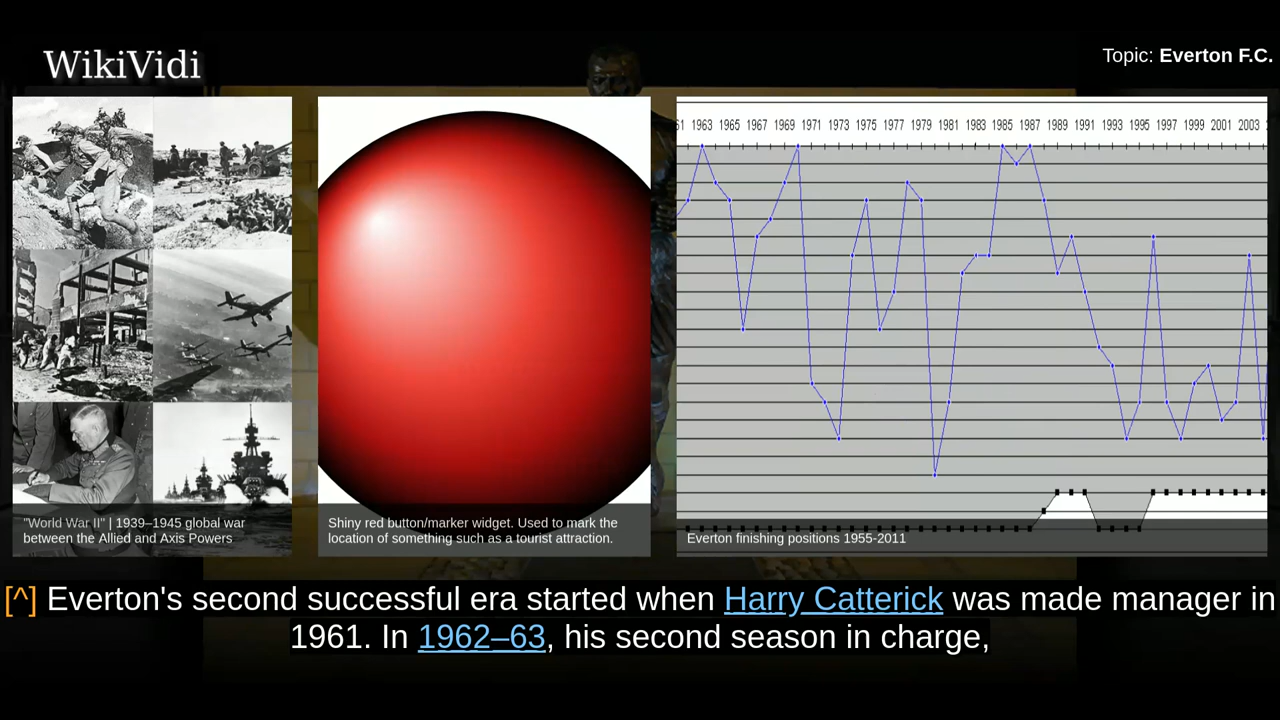 WikiVidi
Topic: Everton F.C.
"World War II" | 1939–1945 global war
between the Allied and Axis Powers
Shiny red button/marker widget. Used to mark the
location of something such as a tourist attraction.
1963 1965 1967 1969 1971 1973 1975 1977 1979 1981 1983 1985 1987 1989 1991 1993 1995 1997 1999 2001 2003
Everton finishing positions 1955-2011
[^] Everton's second successful era started when Harry Catterick was made manager in
1961. In 1962–63, his second season in charge,